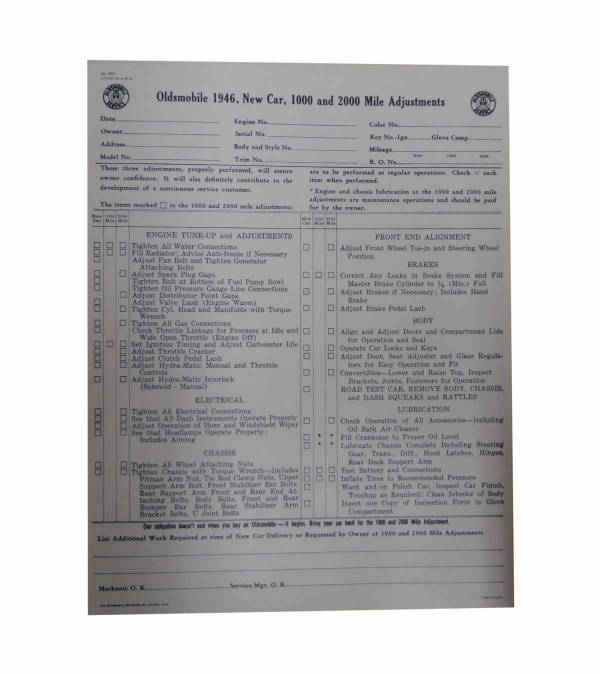 OLDSMOBILE SERVICE
OLDSMOBILE SERVICE
Oldsmobile 1946, New Car, 1000 and 2000 Mile Adjustments
Date
Engine No.
Color No.
Owner
Serial No.
Key No.-Ign. Glove Comp.
Address
Body and Style No.
Mileage
New 1000 2000
Model No.
Trim No.
R. O. No.
These three adjustments, properly performed, will assure
owner confidence. It will also definitely contribute to the
development of a continuous service customer.
The items marked □ in the 1000 and 2000 mile adjustments
are to be performed as regular operations. Check √ each
item when performed.
* Engine and chassis lubrication at the 1000 and 2000 mile
adjustments are maintenance operations and should be paid
for by the owner.
New Car 1000 Mile 2000 Mile
ENGINE TUNE-UP and ADJUSTMENTS
Tighten All Water Connections
Fill Radiator; Advise Anti-freeze if Necessary
Adjust Fan Belt and Tighten Generator
Attaching Bolts
Adjust Spark Plug Gaps
Tighten Bolt at Bottom of Fuel Pump Bowl
Tighten Oil Pressure Gauge Line Connections
Adjust Distributor Point Gaps
Adjust Valve Lash (Engine Warm)
Tighten Cyl. Head and Manifolds with Torque
Wrench
Tighten All Gas Connections
Check Throttle Linkage for Freeness at Idle and
Wide Open Throttle (Engine Off)
Set Ignition Timing and Adjust Carburetor Idle
Adjust Throttle Cracker
Adjust Clutch Pedal Lash
Adjust Hydra-Matic Manual and Throttle
Controls
Adjust Hydra-Matic Interlock
(Solenoid - Manual)
ELECTRICAL
Tighten All Electrical Connections
See that All Dash Instruments Operate Properly
Adjust Operation of Horn and Windshield Wiper
See that Headlamps Operate Properly;
Includes Aiming
CHASSIS
Tighten All Wheel Attaching Nuts
Tighten Chassis with Torque Wrench—Includes
Pitman Arm Nut, Tie Rod Clamp Nuts, Upper
Support Arm Bolt, Front Stabilizer Bar Bolts,
Rear Support Arm Front and Rear End At-
taching Bolts, Body Bolts, Front and Rear
Bumper Bar Bolts, Rear Stabilizer Arm
Bracket Bolts, U Joint Bolts
New Car 1000 Mile 2000 Mile
FRONT END ALIGNMENT
Adjust Front Wheel Toe-in and Steering Wheel
Position
BRAKES
Correct Any Leaks in Brake System and Fill
Master Brake Cylinder to (Min.) Full
Adjust Brakes if Necessary; Includes Hand
Brake
Adjust Brake Pedal Lash
BODY
Align and Adjust Doors and Compartment Lids
for Operation and Seal
Operate Car Locks and Keys
Adjust Door, Seat Adjuster and Glass Regula-
tors for Easy Operation and Fit
Convertibles—Lower and Raise Top, Inspect
Brackets, Joints, Fasteners for Operation
ROAD TEST CAR, REMOVE BODY, CHASSIS,
and DASH SQUEAKS and RATTLES
LUBRICATION
Check Operation of All Accessories—Including
Oil Bath Air Cleaner
* * Fill Crankcase to Proper Oil Level
* * Lubricate Chassis Complete Including Steering
Gear, Trans., Diff., Hood Latches, Hinges,
Rear Deck Support Arm
Test Battery and Connections
Inflate Tires to Recommended Pressure
Wash and or Polish Car, Inspect Car Finish,
Touchup as Required; Clean Interior of Body
Insert one Copy of Inspection Form in Glove
Compartment
Our obligation doesn't end when you buy an Oldsmobile — it begins. Bring your car back for the 1000 and 2000 Mile Adjustment.
List Additional Work Required at time of New Car Delivery or Requested by Owner at 1000 and 2000 Mile Adjustments
Mechanic O. K.
Service Mgr. O. K.